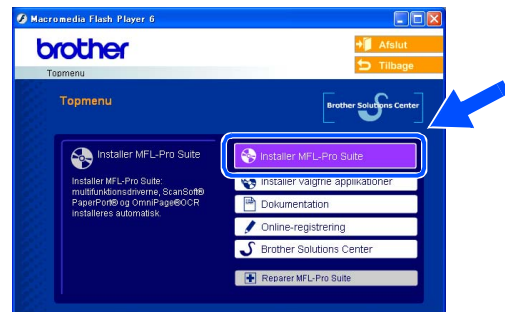 Macromedia Flash Player 6
brother
Topmenu
Afslut
Tilbage
Topmenu
Brother Solutions Center
Installer MFL-Pro Suite
Installer MFL-Pro Suite:
multifunktionsdriverne, ScanSoft®
PaperPort® og OmniPage®OCR
installeres automatisk.
Installer MFL-Pro Suite
Installer valgfrie applikationer
Dokumentation
Online-registrering
Brother Solutions Center
Reparer MFL-Pro Suite